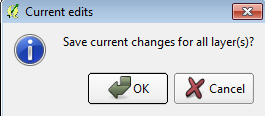 Current edits
Save current changes for all layer(s)?
OK
Cancel